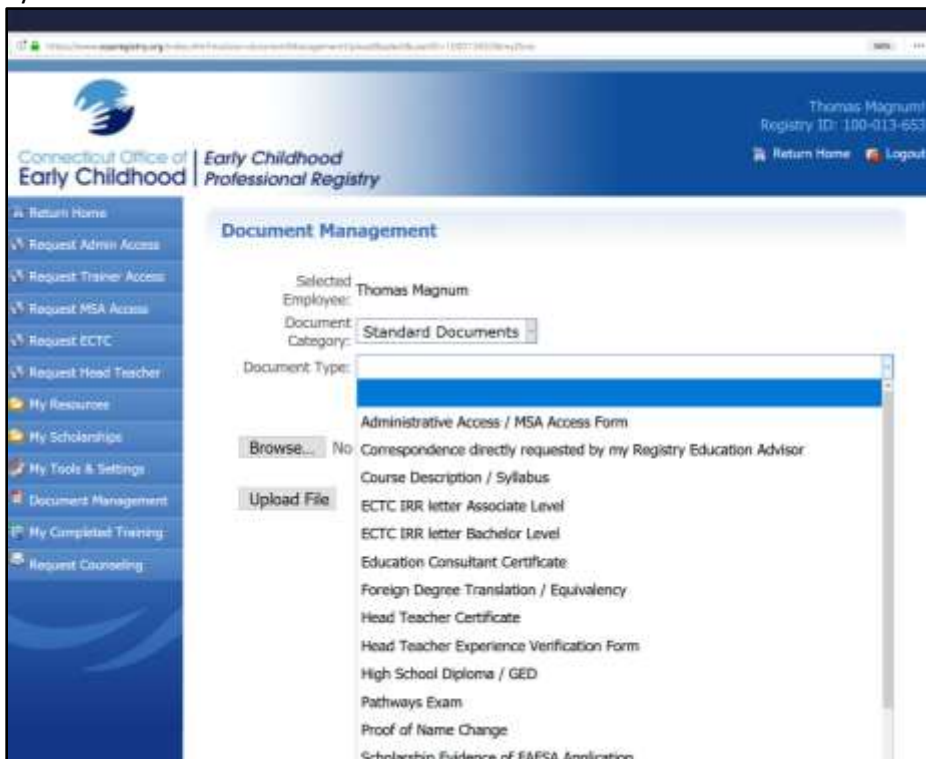 Thomas Magnum!
Registry ID: 100-013-653
Return Home Logout
Connecticut Office of
Early Childhood
Early Childhood
Professional Registry
Return Home
Request Admin Access
Request Trainer Access
Request MSA Access
Request ECTC
Request Head Teacher
My Resources
My Scholarships
My Tools & Settings
Document Management
My Completed Training
Request Counseling
Document Management
Selected
Employee:
Thomas Magnum
Document
Category:
Standard Documents
Document Type:
Browse... No
Upload File
Administrative Access / MSA Access Form
Correspondence directly requested by my Registry Education Advisor
Course Description / Syllabus
ECTC IRR letter Associate Level
ECTC IRR letter Bachelor Level
Education Consultant Certificate
Foreign Degree Translation / Equivalency
Head Teacher Certificate
Head Teacher Experience Verification Form
High School Diploma / GED
Pathways Exam
Proof of Name Change
Scholarship Evidence of FAFSA Application